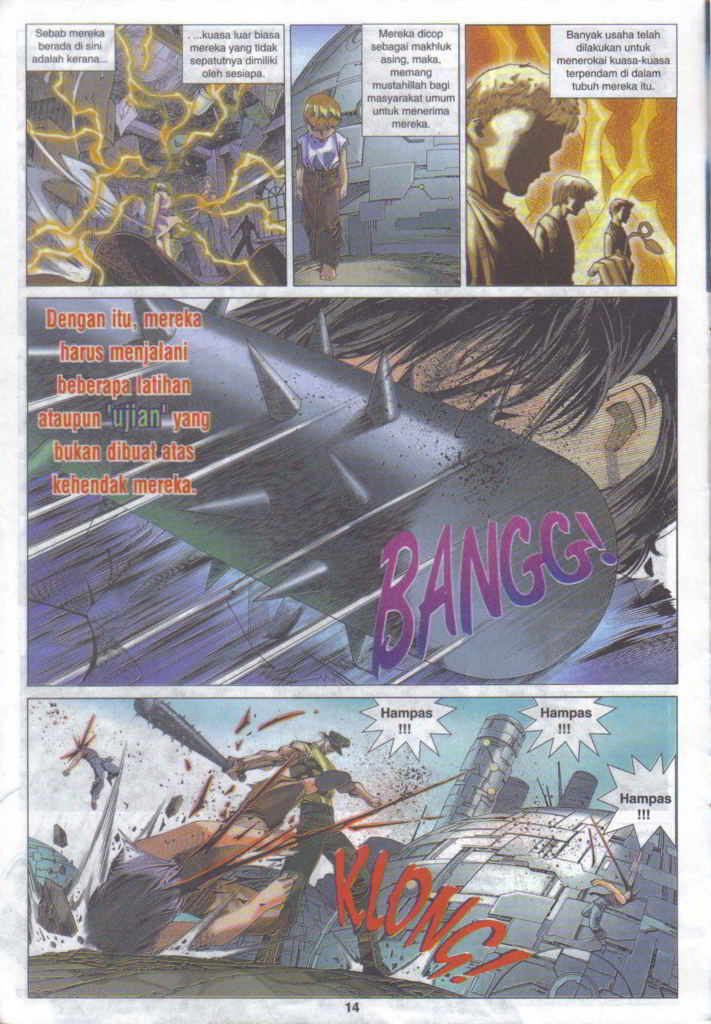 Sebab mereka
berada di sini
adalah kerana...
. ...kuasa luar biasa
mereka yang tidak
sepatutnya dimiliki
oleh sesiapa.
Mereka dicop
sebagai makhluk
asing, maka,
memang
mustahillah bagi
masyarakat umum
untuk menerima
mereka.
Banyak usaha telah
dilakukan untuk
menerokai kuasa-kuasa
terpendam di dalam
tubuh mereka itu.
Dengan itu, mereka
harus menjalani
beberapa latihan
ataupun 'ujian' yang
bukan dibuat atas
kehendak mereka.
BANGG!
Hampas
!!!
Hampas
!!!
Hampas
!!!
KLONG!
14